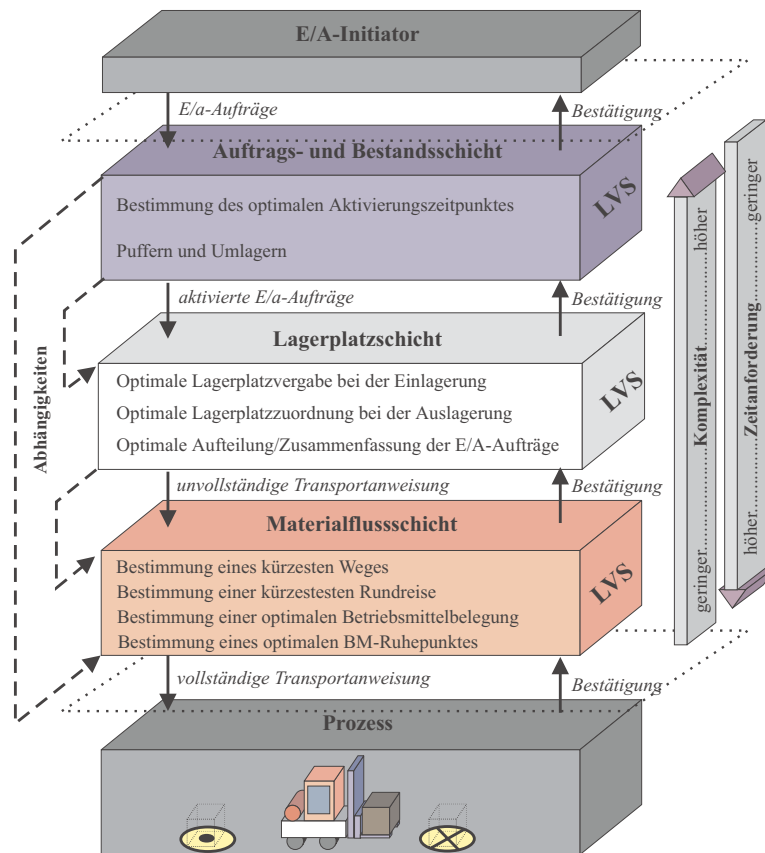 E/A-Initiator
E/a-Aufträge
Bestätigung
Auftrags- und Bestandsschicht
LVS
Bestimmung des optimalen Aktivierungszeitpunktes
Puffern und Umlagern
aktivierte E/a-Aufträge
Bestätigung
Lagerplatzschicht
LVS
Optimale Lagerplatzvergabe bei der Einlagerung
Optimale Lagerplatzzuordnung bei der Auslagerung
Optimale Aufteilung/Zusammenfassung der E/A-Aufträge
unvollständige Transportanweisung
Bestätigung
Materialflussschicht
LVS
Bestimmung eines kürzesten Weges
Bestimmung einer kürzestesten Rundreise
Bestimmung einer optimalen Betriebsmittelbelegung
Bestimmung eines optimalen BM-Ruhepunktes
vollständige Transportanweisung
Bestätigung
Prozess
Abhängigkeiten
geringer.........Komplexität.........höher
höher.........Zeitanforderung.........geringer